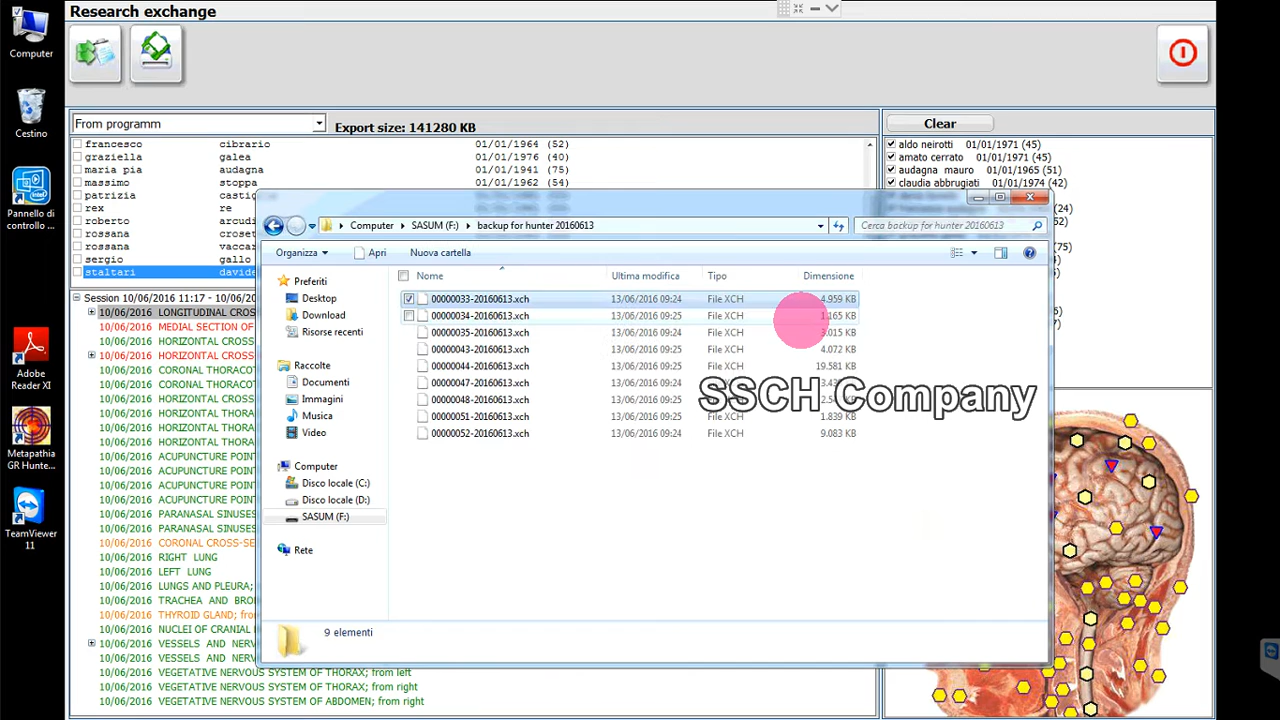 Research exchange
Computer
Cestino
Pannello di
controllo ...
Adobe
Reader XI
Metapathia
GR Hunte...
TeamViewer
11
From programm
Export size: 141280 KB
francesco cibrario 01/01/1964 (52)
graziella galea 01/01/1976 (40)
maria pia audagna 01/01/1941 (75)
massimo stoppa 01/01/1962 (54)
patrizia
rex re
roberto
rossana
rossana
sergio gallo
staltari
Clear
aldo neirotti 01/01/1971 (45)
amato cerrato 01/01/1971 (45)
audagna mauro 01/01/1965 (51)
claudia abbrugiati 01/01/1974 (42)
(24)
(75)
Session 10/06/2016 11:17 - 10/06/20
10/06/2016 LONGITUDINAL CROS
10/06/2016 MEDIAL SECTION OF
10/06/2016 HORIZONTAL CROSS
10/06/2016 HORIZONTAL CROSS
10/06/2016 CORONAL THORACO
10/06/2016 HORIZONTAL CROSS
10/06/2016 CORONAL THORACO
10/06/2016 HORIZONTAL THORA
10/06/2016 HORIZONTAL THORA
10/06/2016 ACUPUNCTURE POIN
10/06/2016 ACUPUNCTURE POIN
10/06/2016 ACUPUNCTURE POIN
10/06/2016 ACUPUNCTURE POIN
10/06/2016 PARANASAL SINUSES
10/06/2016 PARANASAL SINUSES
10/06/2016 CORONAL CROSS-SE
10/06/2016 RIGHT LUNG
10/06/2016 LEFT LUNG
10/06/2016 LUNGS AND PLEURA;
10/06/2016 TRACHEA AND BRONC
10/06/2016 THYROID GLAND; fro
10/06/2016 NUCLEI OF CRANIAL
10/06/2016 VESSELS AND NERV
10/06/2016 VESSELS AND NERV
10/06/2016 VEGETATIVE NERVOUS SYSTEM OF THORAX; from left
10/06/2016 VEGETATIVE NERVOUS SYSTEM OF THORAX; from right
10/06/2016 VEGETATIVE NERVOUS SYSTEM OF ABDOMEN; from right
Computer SASUM (F:) backup for hunter 20160613
Cerca backup for hunter 20160613
Organizza Apri Nuova cartella
Preferiti
Desktop
Download
Risorse recenti
Raccolte
Documenti
Immagini
Musica
Video
Computer
Disco locale (C:)
Disco locale (D:)
SASUM (F:)
Rete
Nome Ultima modifica Tipo Dimensione
00000033-20160613.xch 13/06/2016 09:24 File XCH 4.959 KB
00000034-20160613.xch 13/06/2016 09:25 File XCH 1.165 KB
00000035-20160613.xch 13/06/2016 09:24 File XCH 3.015 KB
00000043-20160613.xch 13/06/2016 09:25 File XCH 4.072 KB
00000044-20160613.xch 13/06/2016 09:25 File XCH 19.581 KB
00000047-20160613.xch 13/06/2016 09:24 File XCH
00000048-20160613.xch 13/06/2016 09:25 File XCH
00000051-20160613.xch 13/06/2016 09:25 File XCH 1.839 KB
00000052-20160613.xch 13/06/2016 09:24 File XCH 9.083 KB
SSCH Company
9 elementi